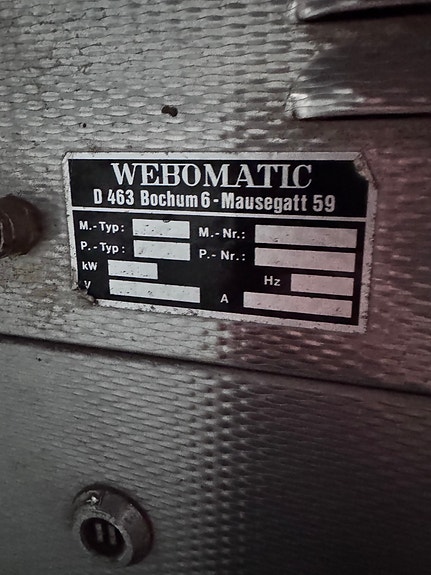 WEBOMATIC
D 463 Bochum 6 - Mausegatt 59
M.- Typ: M.- Nr.:
P.- Typ: P.- Nr.:
kW Hz
V A